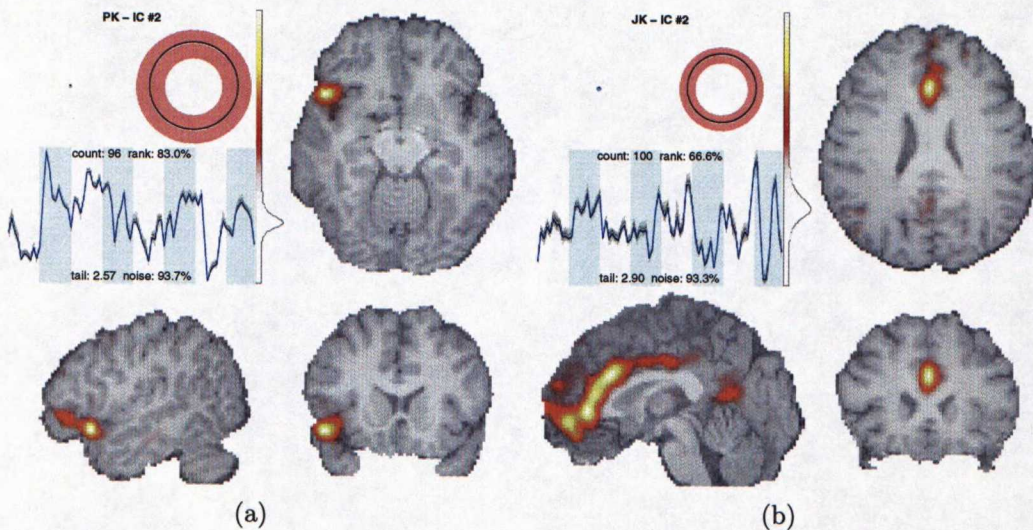 PK – IC #2
count: 96 rank: 83.0%
tail: 2.57 noise: 93.7%
(a)
JK – IC #2
count: 100 rank: 66.6%
tail: 2.90 noise: 93.3%
(b)